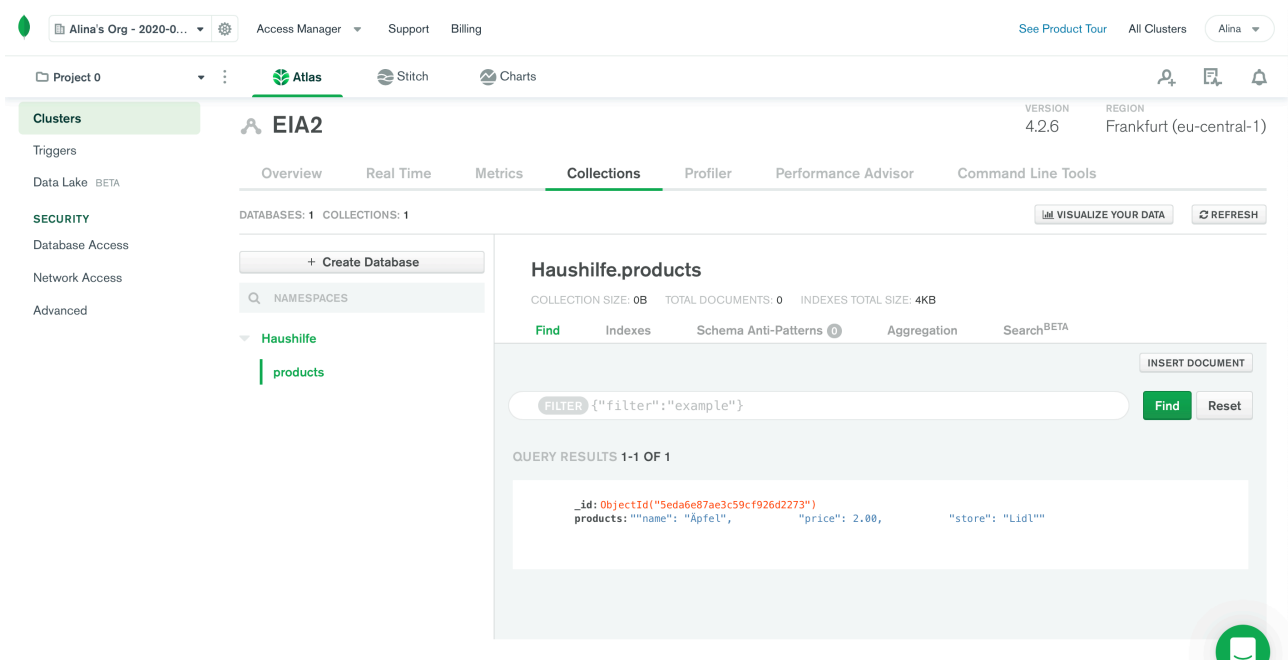 Alina's Org - 2020-0... Access Manager Support Billing See Product Tour All Clusters Alina
Project 0 Atlas Stitch Charts
Clusters
Triggers
Data Lake BETA
SECURITY
Database Access
Network Access
Advanced
EIA2
VERSION
4.2.6
REGION
Frankfurt (eu-central-1)
Overview Real Time Metrics Collections Profiler Performance Advisor Command Line Tools
DATABASES: 1 COLLECTIONS: 1 VISUALIZE YOUR DATA REFRESH
+ Create Database
NAMESPACES
Haushilfe
products
Haushilfe.products
COLLECTION SIZE: 0B TOTAL DOCUMENTS: 0 INDEXES TOTAL SIZE: 4KB
Find Indexes Schema Anti-Patterns 0 Aggregation Search BETA
INSERT DOCUMENT
FILTER {"filter":"example"} Find Reset
QUERY RESULTS 1-1 OF 1
_id: ObjectId("5eda6e87ae3c59cf926d2273")
products: ""name": "Äpfel", "price": 2.00, "store": "Lidl""